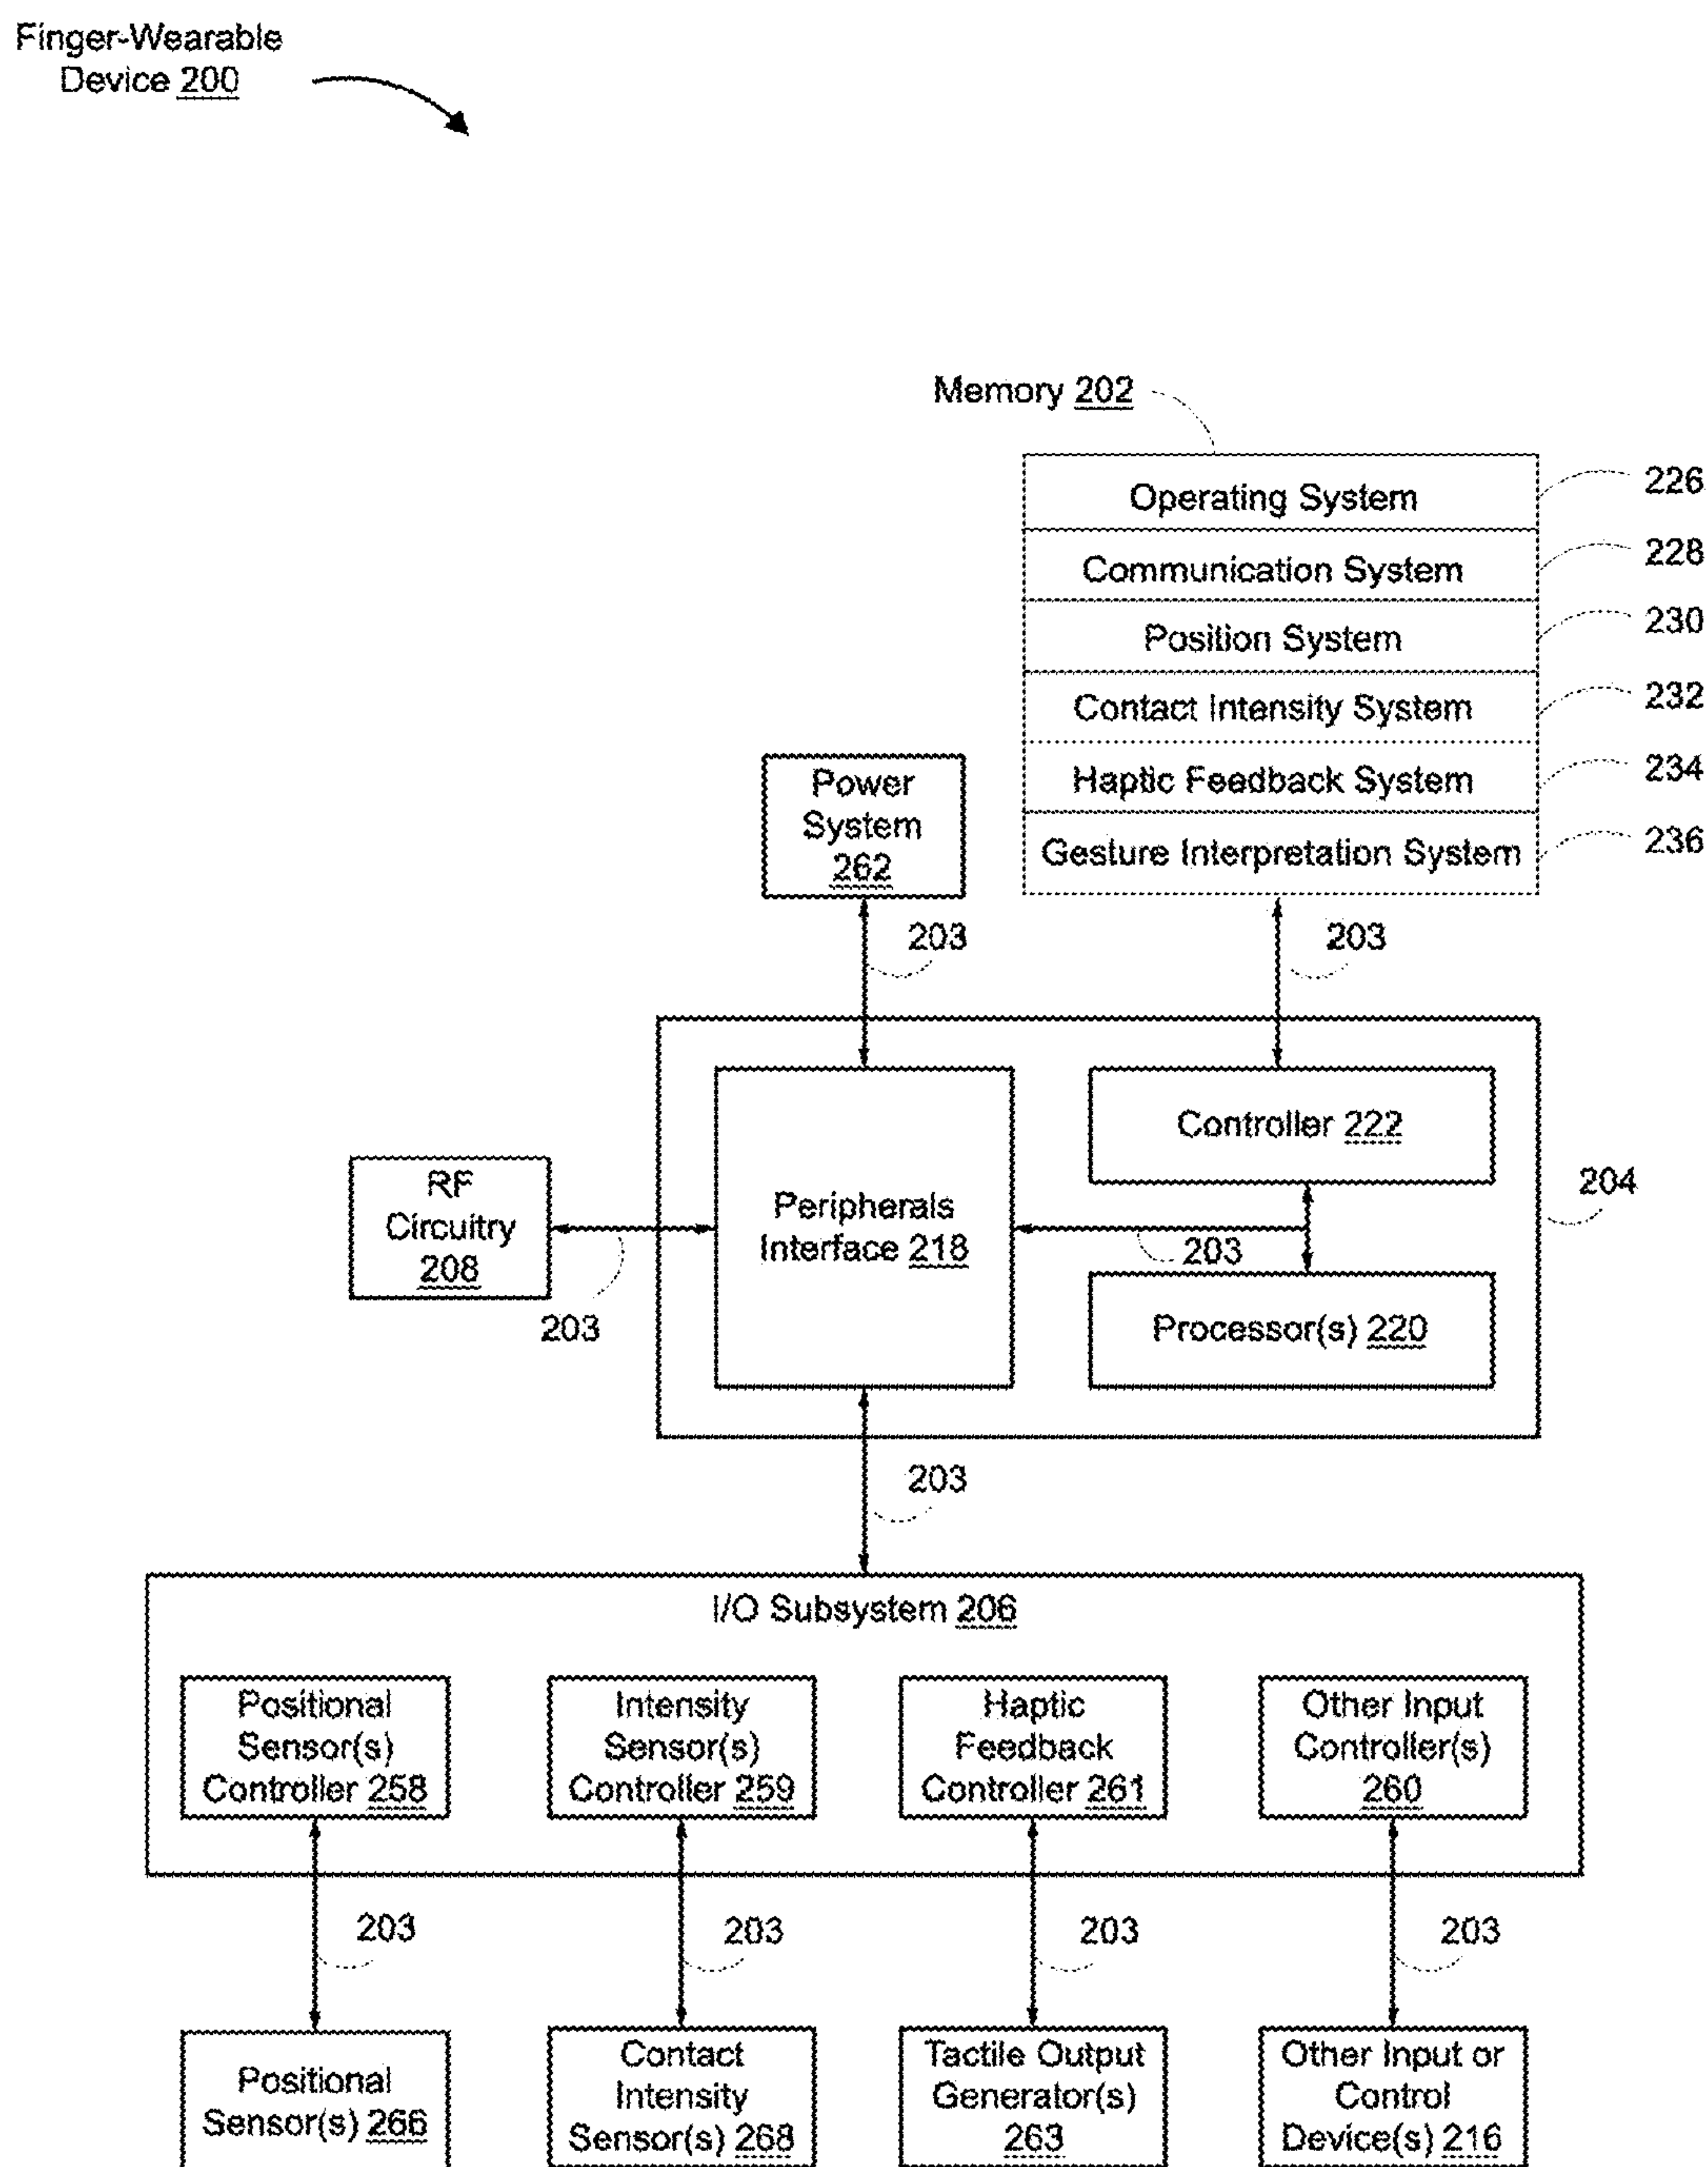 Finger-Wearable
Device 200
Memory 202
Operating System
226
Communication System
228
Position System
230
Contact Intensity System
232
Haptic Feedback System
234
Gesture Interpretation System
236
Power
System
262
203
203
Controller 222
204
RF
Circuitry
208
203
Peripherals
Interface 218
203
Processor(s) 220
203
I/O Subsystem 206
Positional
Sensor(s)
Controller 258
Intensity
Sensor(s)
Controller 259
Haptic
Feedback
Controller 261
Other Input
Controller(s)
260
203
203
203
203
Positional
Sensor(s) 266
Contact
Intensity
Sensor(s) 268
Tactile Output
Generator(s)
263
Other Input or
Control
Device(s) 216